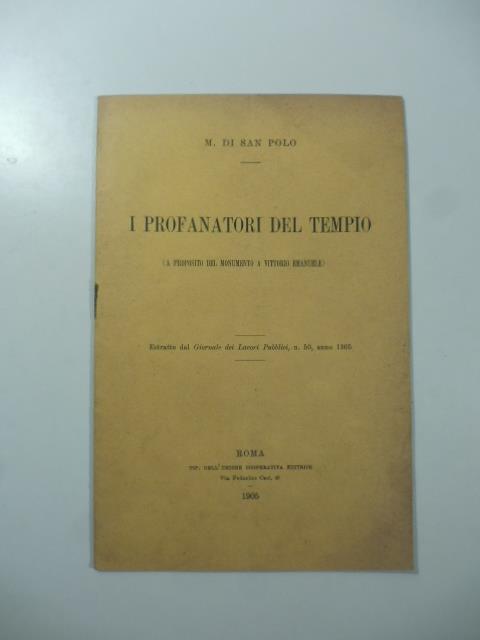 M. DI SAN POLO
I PROFANATORI DEL TEMPIO
(A PROPOSITO DEL MONUMENTO A VITTORIO EMANUELE)
Estratto dal Giornale dei Lavori Pubblici, n. 50, anno 1905
ROMA
TIP. DELL'UNIONE COOPERATIVA EDITRICE
Via Federico Cesi, 45
1905